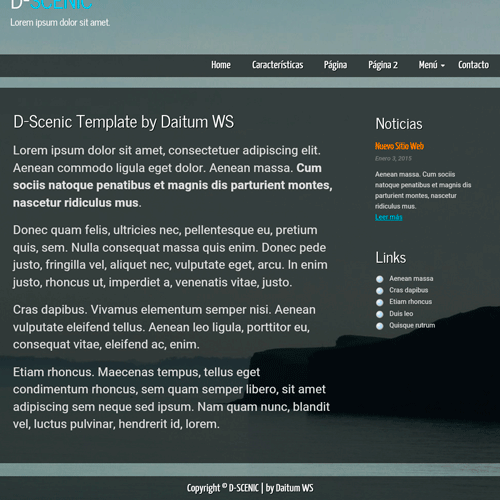 D-SCENIC
Lorem ipsum dolor sit amet.
Home Características Página Página 2 Menú Contacto
D-Scenic Template by Daitum WS
Lorem ipsum dolor sit amet, consectetuer adipiscing elit.
Aenean commodo ligula eget dolor. Aenean massa. Cum
sociis natoque penatibus et magnis dis parturient montes,
nascetur ridiculus mus.
Donec quam felis, ultricies nec, pellentesque eu, pretium
quis, sem. Nulla consequat massa quis enim. Donec pede
justo, fringilla vel, aliquet nec, vulputate eget, arcu. In enim
justo, rhoncus ut, imperdiet a, venenatis vitae, justo.
Cras dapibus. Vivamus elementum semper nisi. Aenean
vulputate eleifend tellus. Aenean leo ligula, porttitor eu,
consequat vitae, eleifend ac, enim.
Etiam rhoncus. Maecenas tempus, tellus eget
condimentum rhoncus, sem quam semper libero, sit amet
adipiscing sem neque sed ipsum. Nam quam nunc, blandit
vel, luctus pulvinar, hendrerit id, lorem.
Noticias
Nuevo Sitio Web
Enero 3, 2015
Aenean massa. Cum sociis
natoque penatibus et magnis dis
parturient montes, nascetur
ridiculus mus.
Leer más
Links
Aenean massa
Cras dapibus
Etiam rhoncus
Duis leo
Quisque rutrum
Copyright © D-SCENIC | by Daitum WS